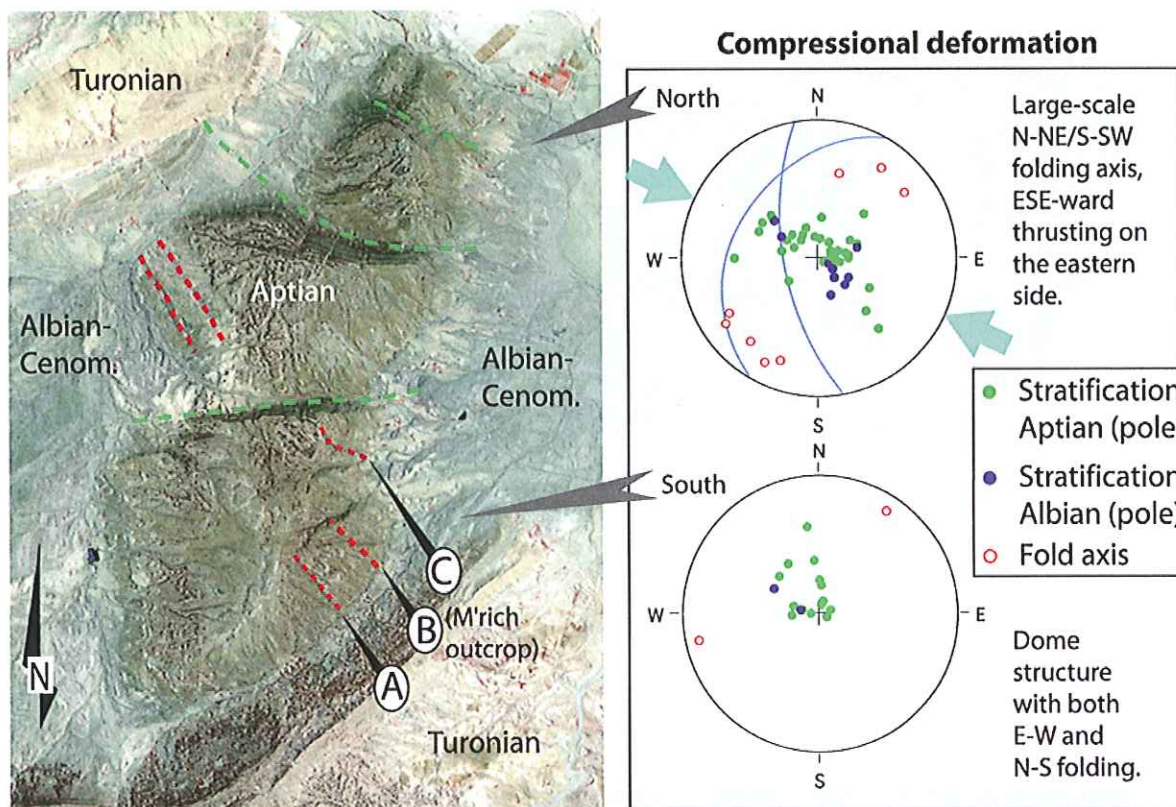 Turonian
Aptian
Albian-
Cenom.
Albian-
Cenom.
N
C
B
(M'rich
outcrop)
A
Turonian
North
South
Compressional deformation
N
W
E
S
Large-scale
N-NE/S-SW
folding axis,
ESE-ward
thrusting on
the eastern
side.
Stratification
Aptian (pole
Stratification
Albian (pole)
Fold axis
N
W
E
S
Dome
structure
with both
E-W and
N-S folding.